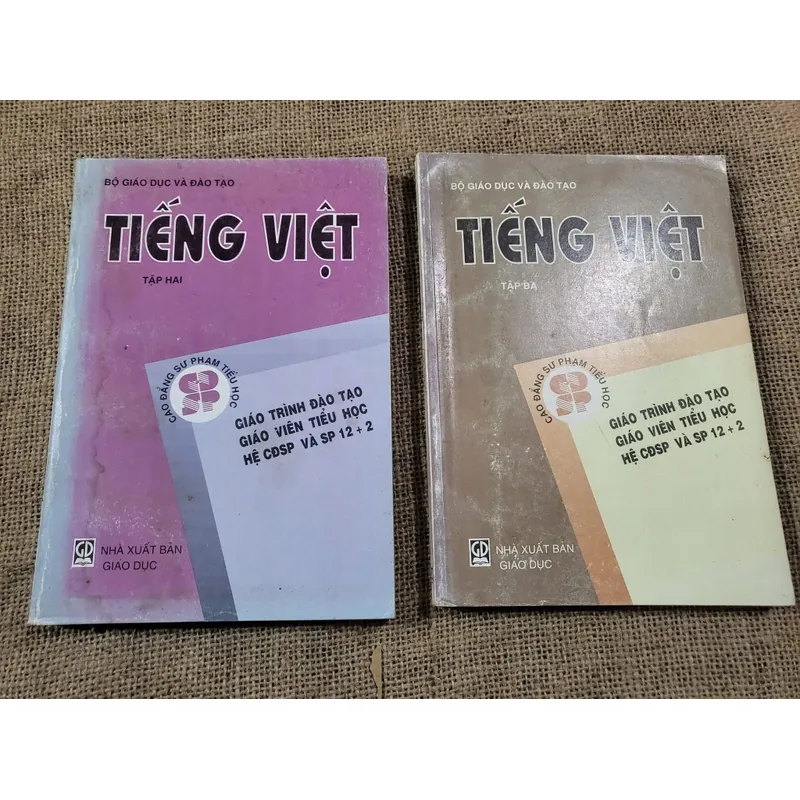 BỘ GIÁO DỤC VÀ ĐÀO TẠO
TIẾNG VIỆT
TẬP HAI
CAO ĐẲNG SƯ PHẠM TIỂU HỌC
GIÁO TRÌNH ĐÀO TẠO
GIÁO VIÊN TIỂU HỌC
HỆ CĐSP VÀ SP 12 + 2
GD
NHÀ XUẤT BẢN
GIÁO DỤC
BỘ GIÁO DỤC VÀ ĐÀO TẠO
TIẾNG VIỆT
TẬP BA
CAO ĐẲNG SƯ PHẠM TIỂU HỌC
GIÁO TRÌNH ĐÀO TẠO
GIÁO VIÊN TIỂU HỌC
HỆ CĐSP VÀ SP 12 + 2
GD
NHÀ XUẤT BẢN
GIÁO DỤC